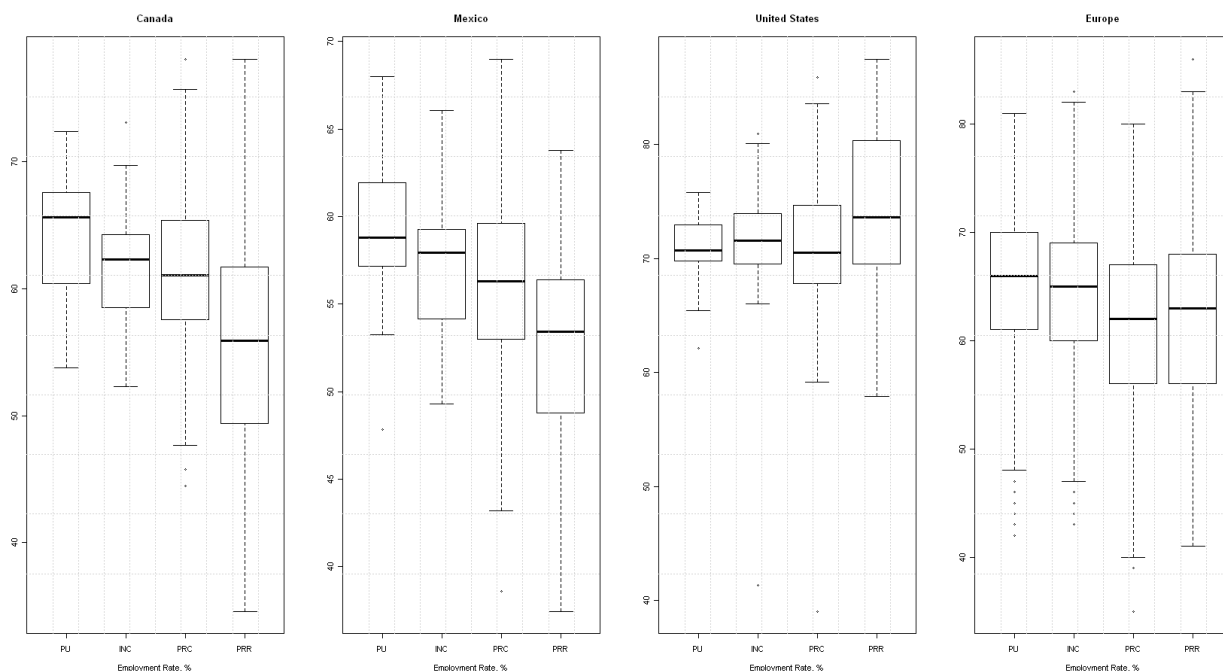 Canada
70
60
50
40
PU INC PRC PRR
Employment Rate, %
Mexico
70
65
60
55
50
45
40
PU INC PRC PRR
Employment Rate, %
United States
80
70
60
50
40
PU INC PRC PRR
Employment Rate, %
Europe
80
70
60
50
40
PU INC PRC PRR
Employment Rate, %